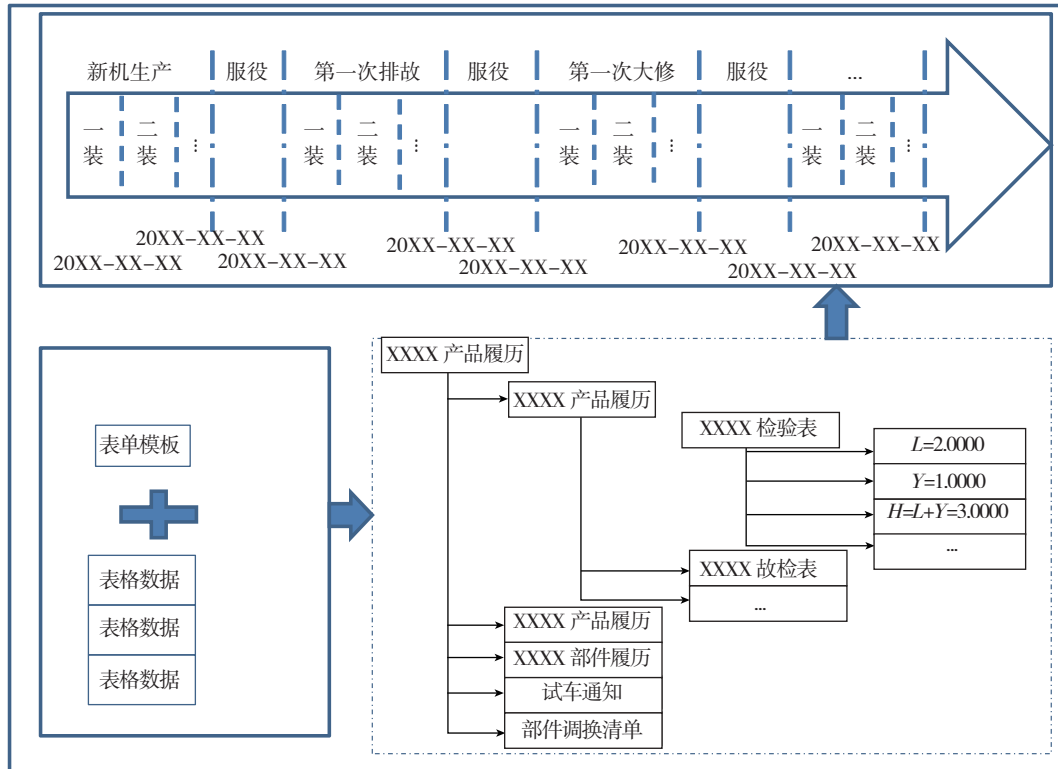 新机生产
服役
第一次排故
服役
第一次大修
服役
...
一装
二装
...
一装
二装
...
一装
二装
...
一装
二装
...
20XX-XX-XX
20XX-XX-XX
20XX-XX-XX
20XX-XX-XX
20XX-XX-XX
20XX-XX-XX
20XX-XX-XX
20XX-XX-XX
表单模板
表格数据
表格数据
表格数据
XXXX 产品履历
XXXX 产品履历
XXXX 检验表
L=2.0000
Y=1.0000
H=L+Y=3.0000
...
XXXX 故检表
...
XXXX 产品履历
XXXX 部件履历
试车通知
部件调换清单